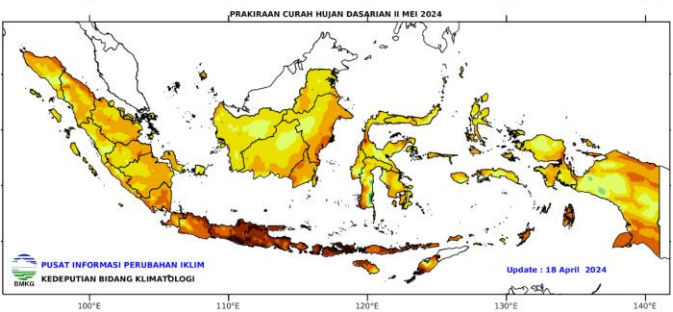 PRAKIRAAN CURAH HUJAN DASARIAN II MEI 2024
PUSAT INFORMASI PERUBAHAN IKLIM
KEDEPUTIAN BIDANG KLIMATOLOGI
BMKG
Update : 18 April 2024
100°E
110°E
120°E
130°E
140°E